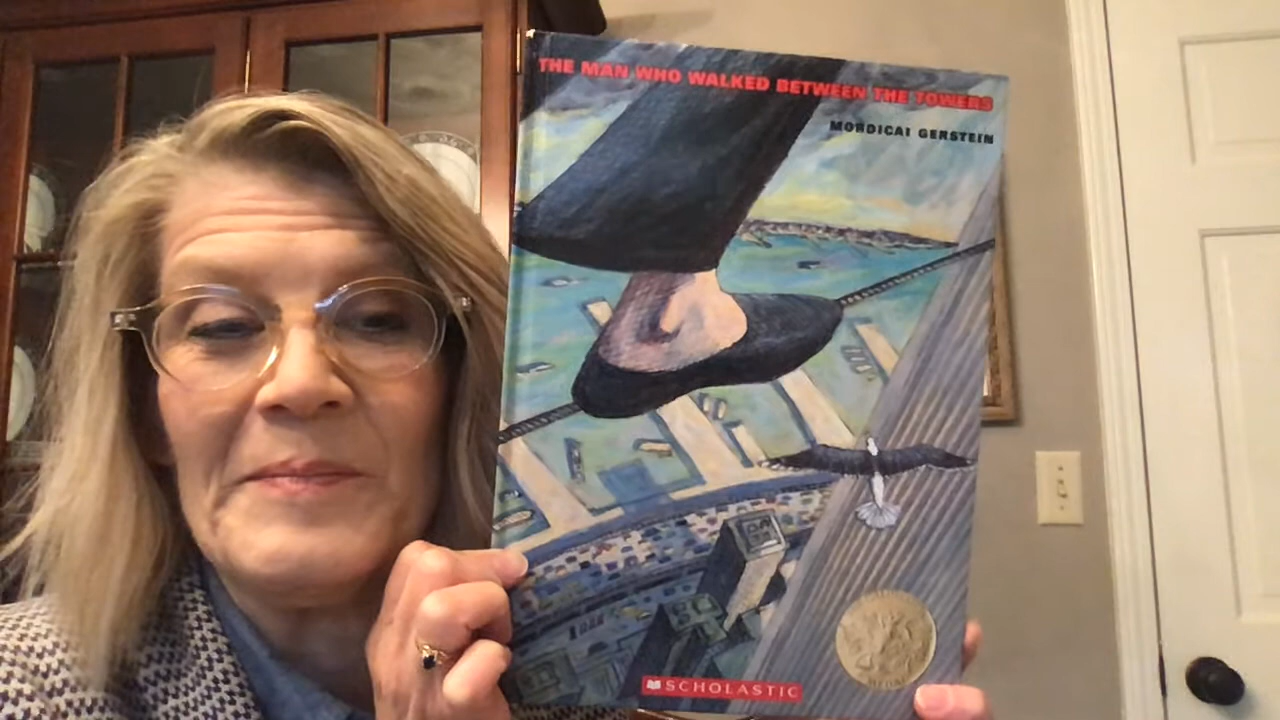 THE MAN WHO WALKED BETWEEN THE TOWERS
MORDICAI GERSTEIN
SCHOLASTIC